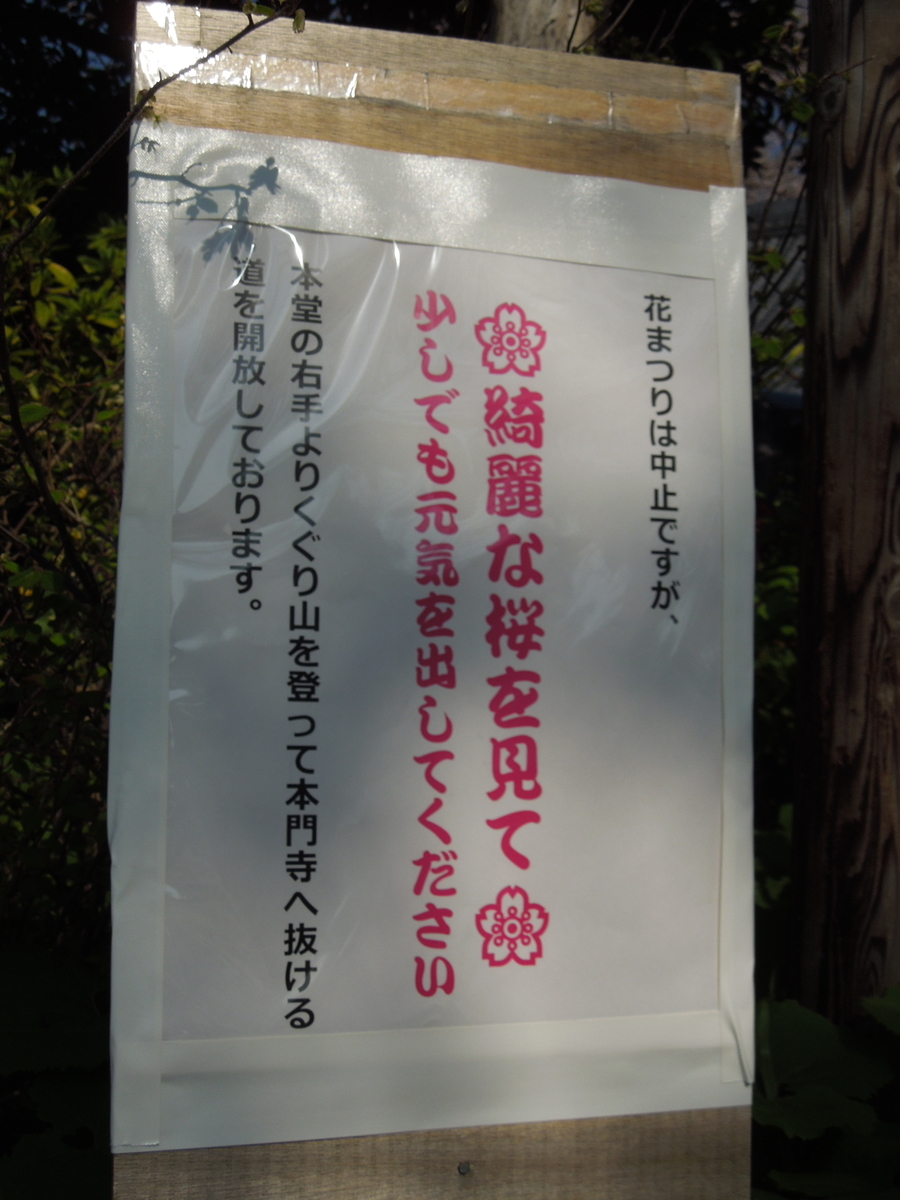 花まつりは中止ですが、
綺麗な桜を見て
少しでも元気を出してください
本堂の右手よりくぐり山を登って本門寺へ抜ける
道を開放しております。